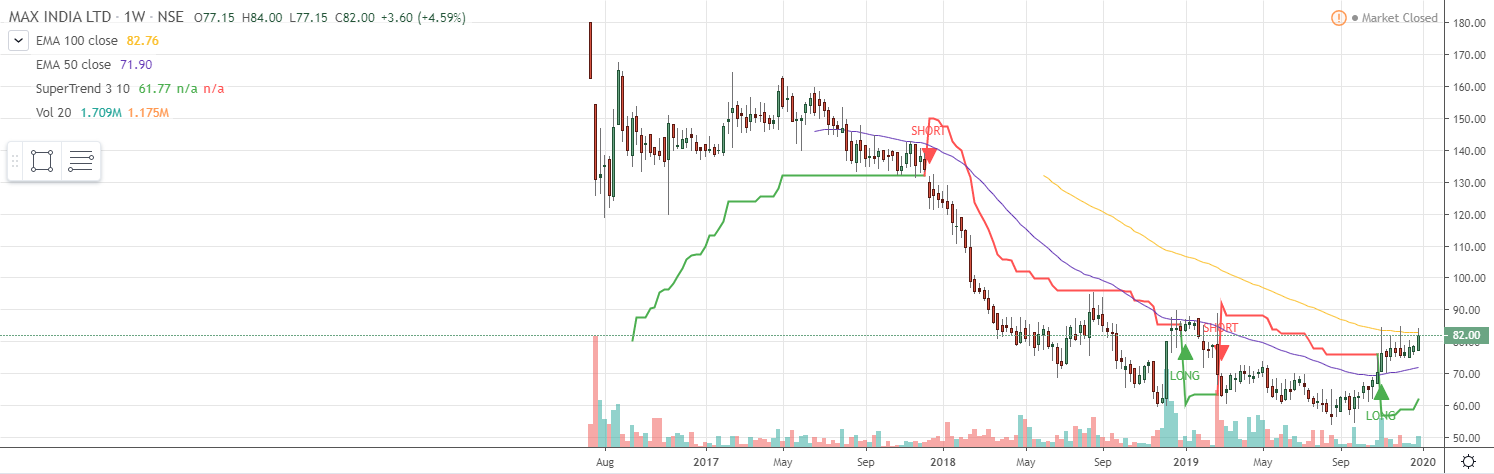 MAX INDIA LTD · 1W · NSE O77.15 H84.00 L77.15 C82.00 +3.60 (+4.59%)
! Market Closed
EMA 100 close 82.76
EMA 50 close 71.90
SuperTrend 3 10 61.77 n/a n/a
Vol 20 1.709M 1.175M
180.00
170.00
160.00
150.00
140.00
130.00
120.00
110.00
100.00
90.00
82.00
80.00
70.00
60.00
50.00
SHORT
SHORT
LONG
LONG
Aug 2017 May Sep 2018 May Sep 2019 May Sep 2020